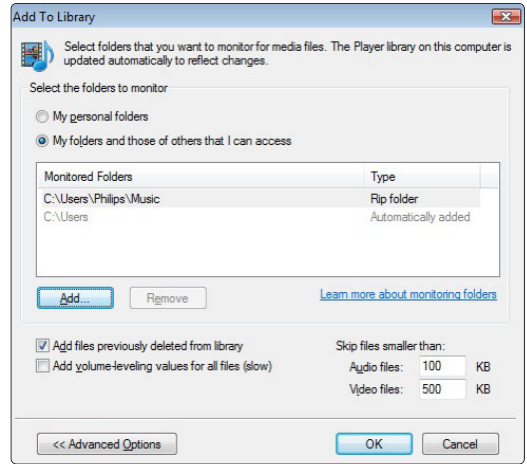 Add To Library
Select folders that you want to monitor for media files. The Player library on this computer is
updated automatically to reflect changes.
Select the folders to monitor
My personal folders
My folders and those of others that I can access
Monitored Folders Type
C:\Users\Philips\Music Rip folder
C:\Users Automatically added
Add... Remove Learn more about monitoring folders
Add files previously deleted from library Skip files smaller than:
Add volume-leveling values for all files (slow) Audio files: 100 KB
Video files: 500 KB
<< Advanced Options OK Cancel